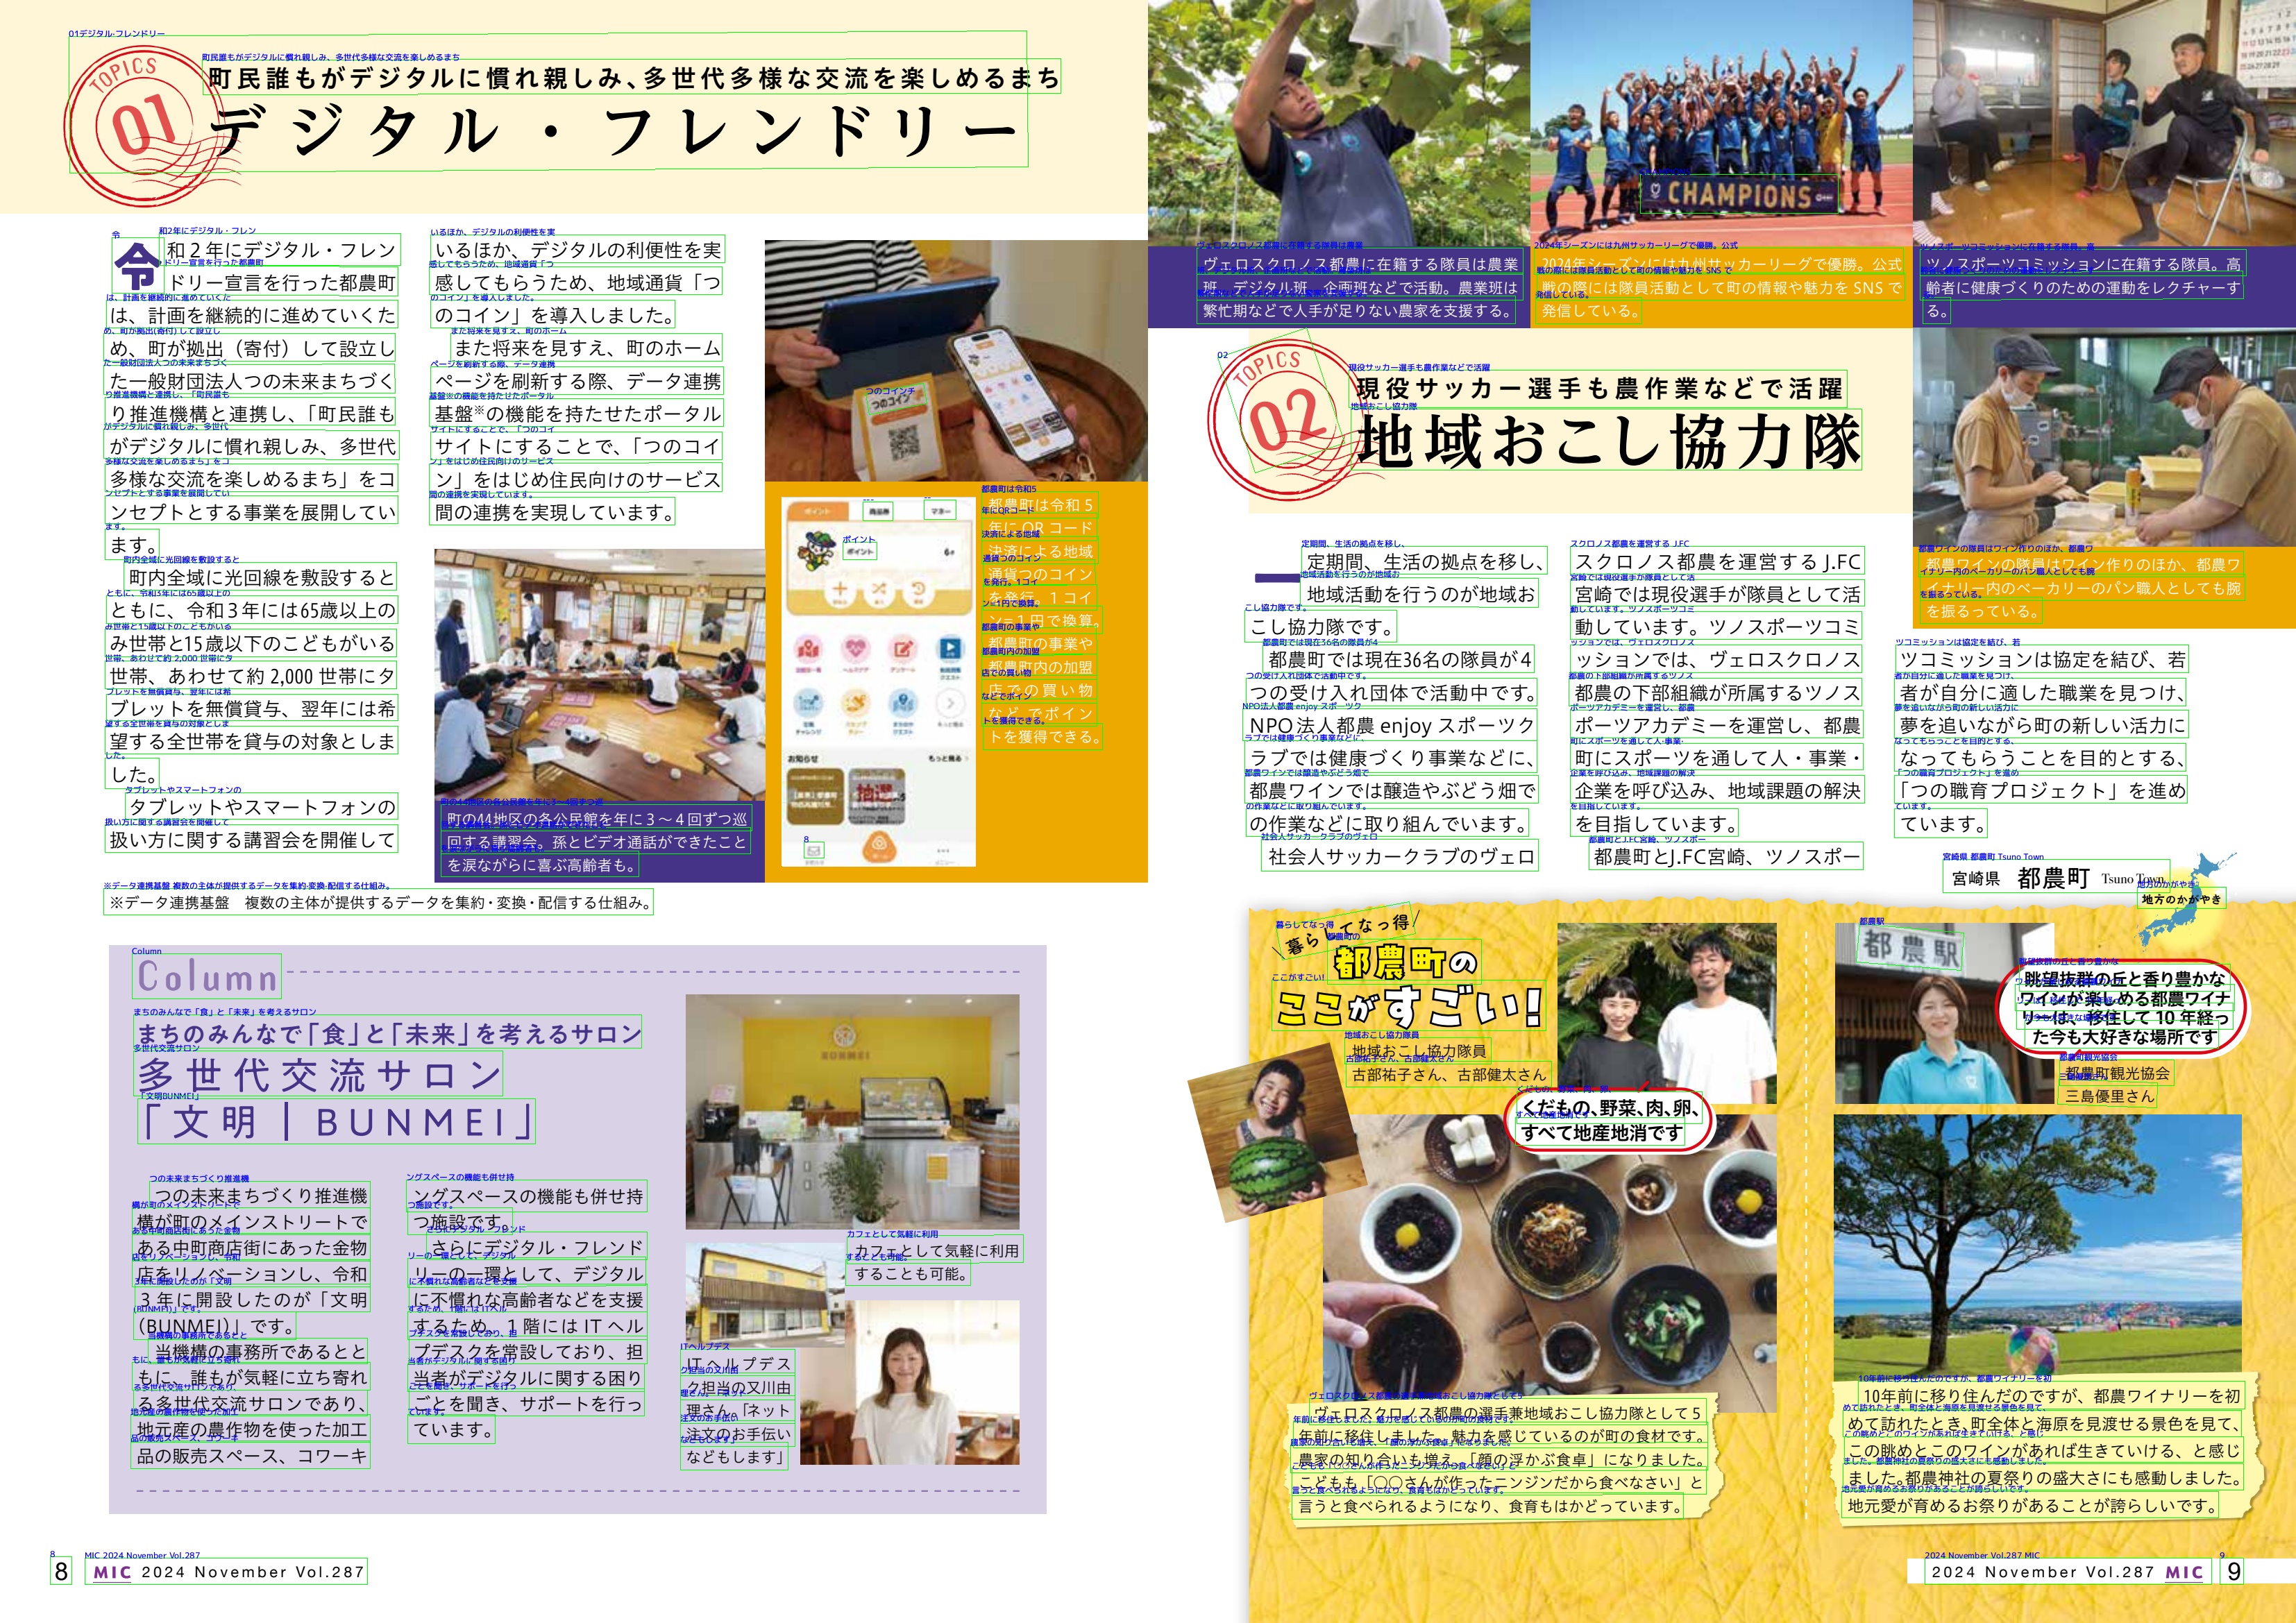 TOPICS
01
町民誰もがデジタルに慣れ親しみ、多世代多様な交流を楽しめるまち
デジタル・フレンドリー
令和2年にデジタル・フレン
ドリー宣言を行った都農町
は、計画を継続的に進めていくた
め、町が拠出（寄付）して設立し
た一般財団法人つの未来まちづく
り推進機構と連携し、「町民誰も
がデジタルに慣れ親しみ、多世代
多様な交流を楽しめるまち」をコ
ンセプトとする事業を展開してい
ます。
町内全域に光回線を敷設すると
ともに、令和３年には65歳以上の
み世帯と15歳以下のこどもがいる
世帯、あわせて約 2,000 世帯にタ
ブレットを無償貸与、翌年には希
望する全世帯を貸与の対象としま
した。
タブレットやスマートフォンの
扱い方に関する講習会を開催して
いるほか、デジタルの利便性を実
感してもらうため、地域通貨「つ
のコイン」を導入しました。
また将来を見すえ、町のホーム
ページを刷新する際、データ連携
基盤※の機能を持たせたポータル
サイトにすることで、「つのコイ
ン」をはじめ住民向けのサービス
間の連携を実現しています。
町の44地区の各公民館を年に３～４回ずつ巡
回する講習会。孫とビデオ通話ができたこと
を涙ながらに喜ぶ高齢者も。
つのコイン
ポイント
商品券
マネー
ポイント
お知らせ
もっと見る
都農町は令和５
年に QR コード
決済による地域
通貨つのコイン
を発行。１コイ
ン＝１円で換算。
都農町の事業や
都農町内の加盟
店での買い物
などでポイン
トを獲得できる。
※データ連携基盤　複数の主体が提供するデータを集約・変換・配信する仕組み。
Column
まちのみんなで「食」と「未来」を考えるサロン
多世代交流サロン
「文明｜BUNMEI」
つの未来まちづくり推進機
構が町のメインストリートで
ある中町商店街にあった金物
店をリノベーションし、令和
３年に開設したのが「文明
（BUNMEI）」です。
当機構の事務所であるとと
もに、誰もが気軽に立ち寄れ
る多世代交流サロンであり、
地元産の農作物を使った加工
品の販売スペース、コワーキ
ングスペースの機能も併せ持
つ施設です。
さらにデジタル・フレンド
リーの一環として、デジタル
に不慣れな高齢者などを支援
するため、１階には IT ヘル
プデスクを常設しており、担
当者がデジタルに関する困り
ごとを聞き、サポートを行っ
ています。
BUNMEI
カフェとして気軽に利用
することも可能。
IT ヘルプデス
ク担当の又川由
理さん。「ネット
注文のお手伝い
などもします」
8
MIC 2024 November Vol.287
CHAMPIONS
ヴェロスクロノス都農に在籍する隊員は農業
班、デジタル班、企画班などで活動。農業班は
繁忙期などで人手が足りない農家を支援する。
2024年シーズンには九州サッカーリーグで優勝。公式
戦の際には隊員活動として町の情報や魅力を SNS で
発信している。
ツノスポーツコミッションに在籍する隊員。高
齢者に健康づくりのための運動をレクチャーす
る。
TOPICS
02
現役サッカー選手も農作業などで活躍
地域おこし協力隊
都農ワインの隊員はワイン作りのほか、都農ワ
イナリー内のベーカリーのパン職人としても腕
を振るっている。
一定期間、生活の拠点を移し、
地域活動を行うのが地域お
こし協力隊です。
都農町では現在36名の隊員が4
つの受け入れ団体で活動中です。
NPO法人都農 enjoy スポーツク
ラブでは健康づくり事業などに、
都農ワインでは醸造やぶどう畑で
の作業などに取り組んでいます。
社会人サッカークラブのヴェロ
スクロノス都農を運営する J.FC
宮崎では現役選手が隊員として活
動しています。ツノスポーツコミ
ッションでは、ヴェロスクロノス
都農の下部組織が所属するツノス
ポーツアカデミーを運営し、都農
町にスポーツを通して人・事業・
企業を呼び込み、地域課題の解決
を目指しています。
都農町とJ.FC宮崎、ツノスポー
ツコミッションは協定を結び、若
者が自分に適した職業を見つけ、
夢を追いながら町の新しい活力に
なってもらうことを目的とする、
「つの職育プロジェクト」を進め
ています。
宮崎県　都農町　Tsuno Town
地方のかがやき
暮らしてなっ得
都農町の
ここがすごい！
地域おこし協力隊員
古部祐子さん、古部健太さん
くだもの、野菜、肉、卵、
すべて地産地消です
ヴェロスクロノス都農の選手兼地域おこし協力隊として５
年前に移住しました。魅力を感じているのが町の食材です。
農家の知り合いも増え、「顔の浮かぶ食卓」になりました。
こどもも「〇〇さんが作ったニンジンだから食べなさい」と
言うと食べられるようになり、食育もはかどっています。
都農駅
眺望抜群の丘と香り豊かな
ワインが楽しめる都農ワイナ
リーは、移住して 10 年経っ
た今も大好きな場所です
都農町観光協会
三島優里さん
10年前に移り住んだのですが、都農ワイナリーを初
めて訪れたとき、町全体と海原を見渡せる景色を見て、
この眺めとこのワインがあれば生きていける、と感じ
ました。都農神社の夏祭りの盛大さにも感動しました。
地元愛が育めるお祭りがあることが誇らしいです。
2024 November Vol.287 MIC
9